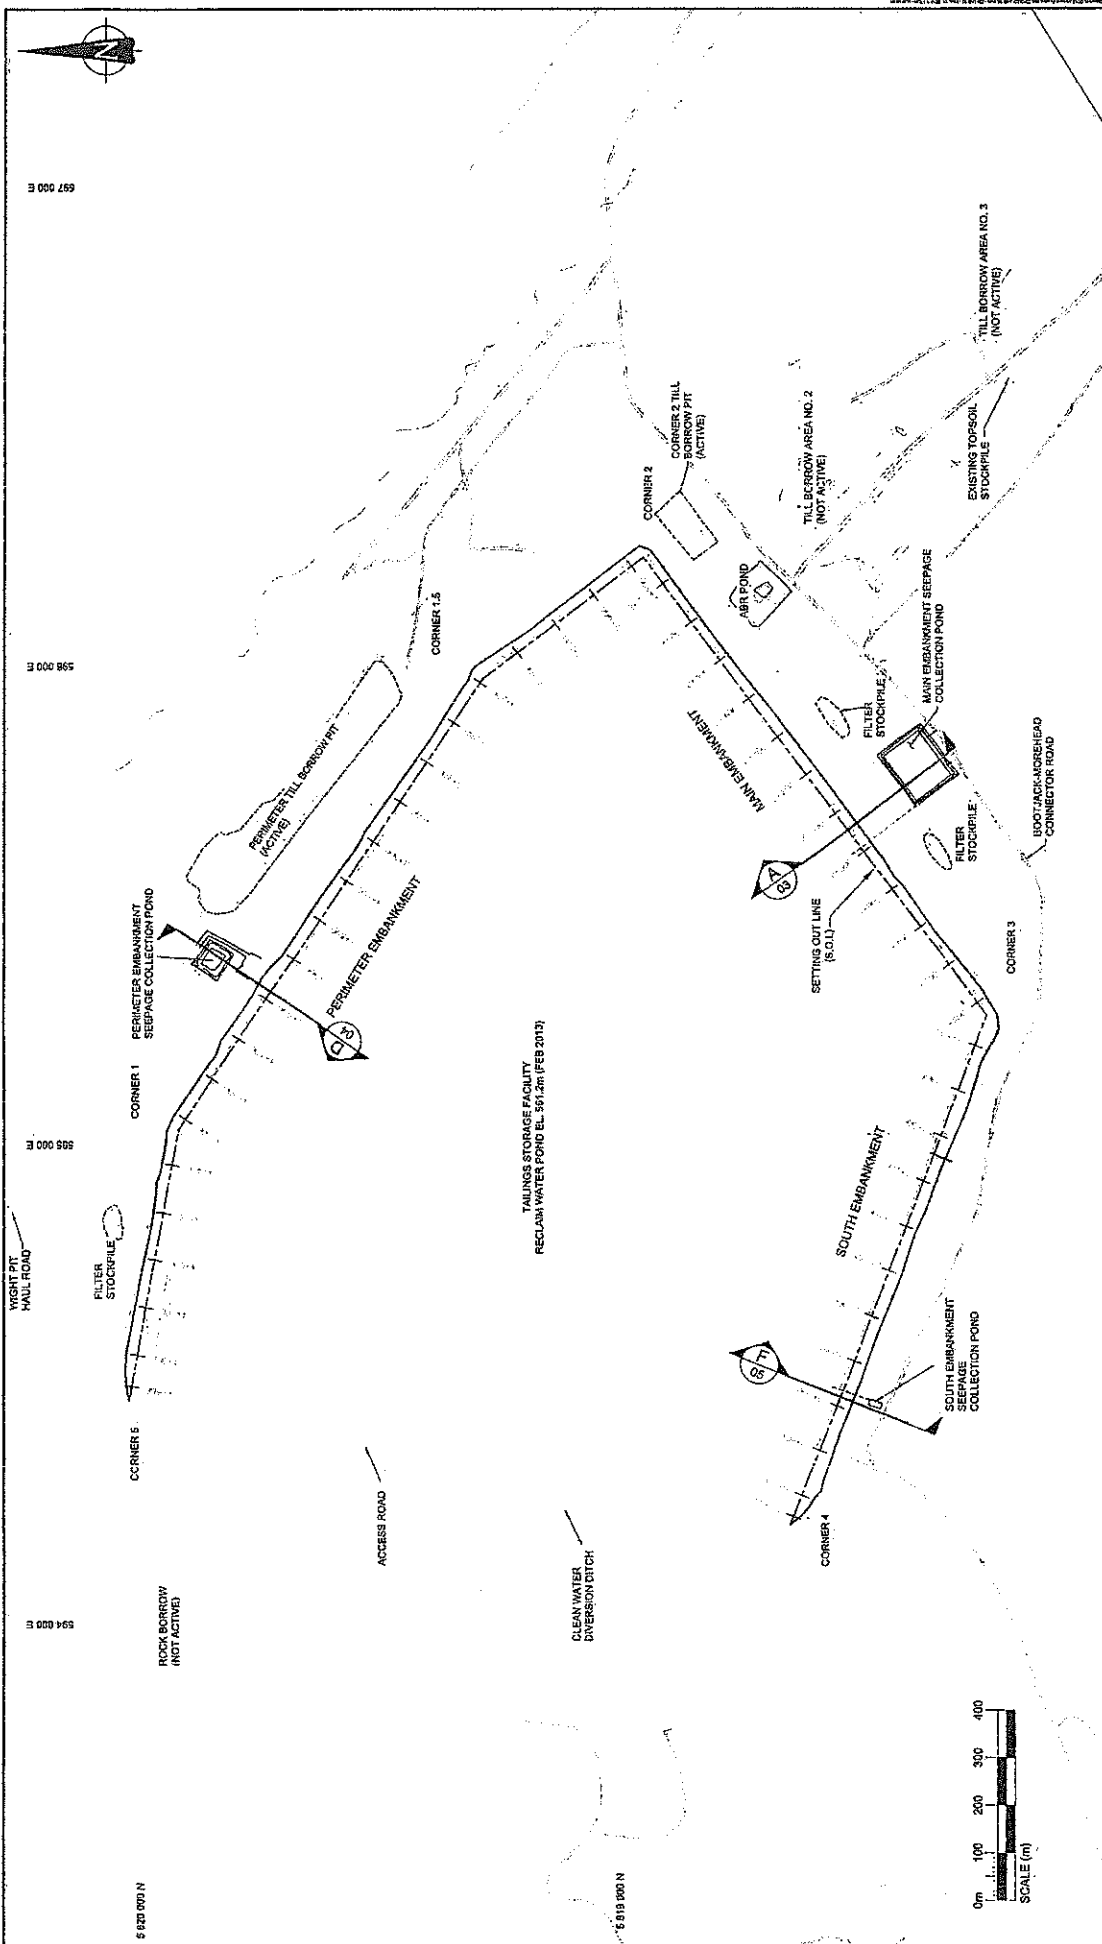 N
597 000 E
596 000 E
595 000 E
594 000 E
5 820 000 N
5 819 000 N
WIGHT PIT
HAUL ROAD
FILTER
STOCKPILE
CORNER 5
ROCK BORROW
(NOT ACTIVE)
ACCESS ROAD
CLEAN WATER
DIVERSION DITCH
CORNER 1
PERIMETER EMBANKMENT
SEEPAGE COLLECTION POND
PERIMETER TILL BORROW PIT
(ACTIVE)
D
04
PERIMETER EMBANKMENT
CORNER 1.5
TAILINGS STORAGE FACILITY
RECLAIM WATER POND EL. 561.2m (FEB 2013)
CORNER 2
CORNER 2 TILL
BORROW PIT
(ACTIVE)
ABR POND
TILL BORROW AREA NO. 2
(NOT ACTIVE)
TILL BORROW AREA NO. 3
(NOT ACTIVE)
EXISTING TOPSOIL
STOCKPILE
MAIN EMBANKMENT
FILTER
STOCKPILE
MAIN EMBANKMENT SEEPAGE
COLLECTION POND
A
03
SETTING OUT LINE
(S.O.L)
FILTER
STOCKPILE
BOOTJACK-MOREHEAD
CONNECTOR ROAD
CORNER 3
SOUTH EMBANKMENT
F
05
SOUTH EMBANKMENT
SEEPAGE
COLLECTION POND
CORNER 4
0m 100 200 300 400
SCALE (m)